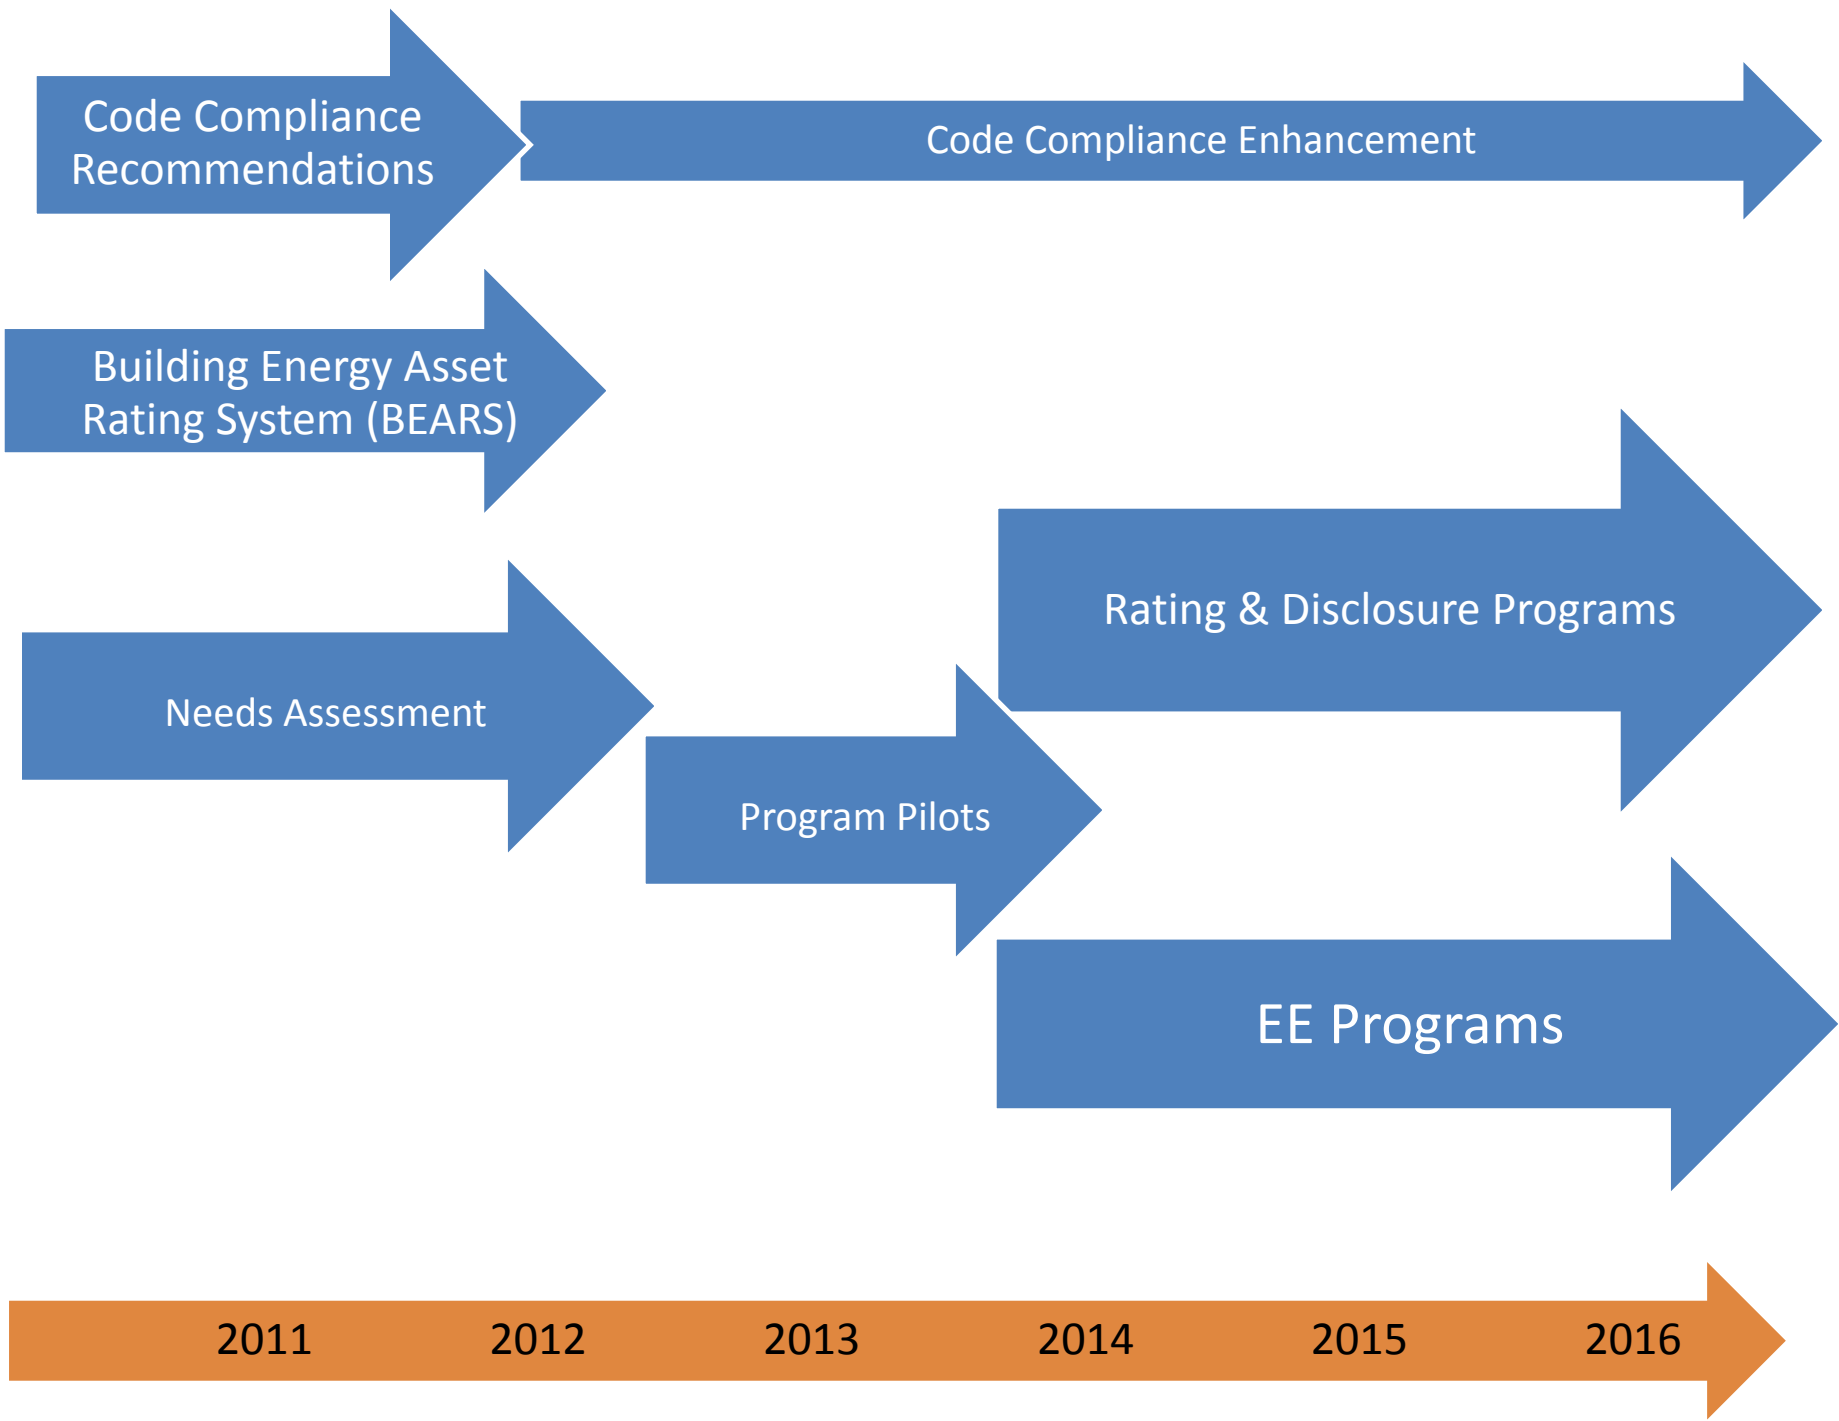 Code Compliance
Recommendations
Code Compliance Enhancement
Building Energy Asset
Rating System (BEARS)
Rating & Disclosure Programs
Needs Assessment
Program Pilots
EE Programs
2011 2012 2013 2014 2015 2016